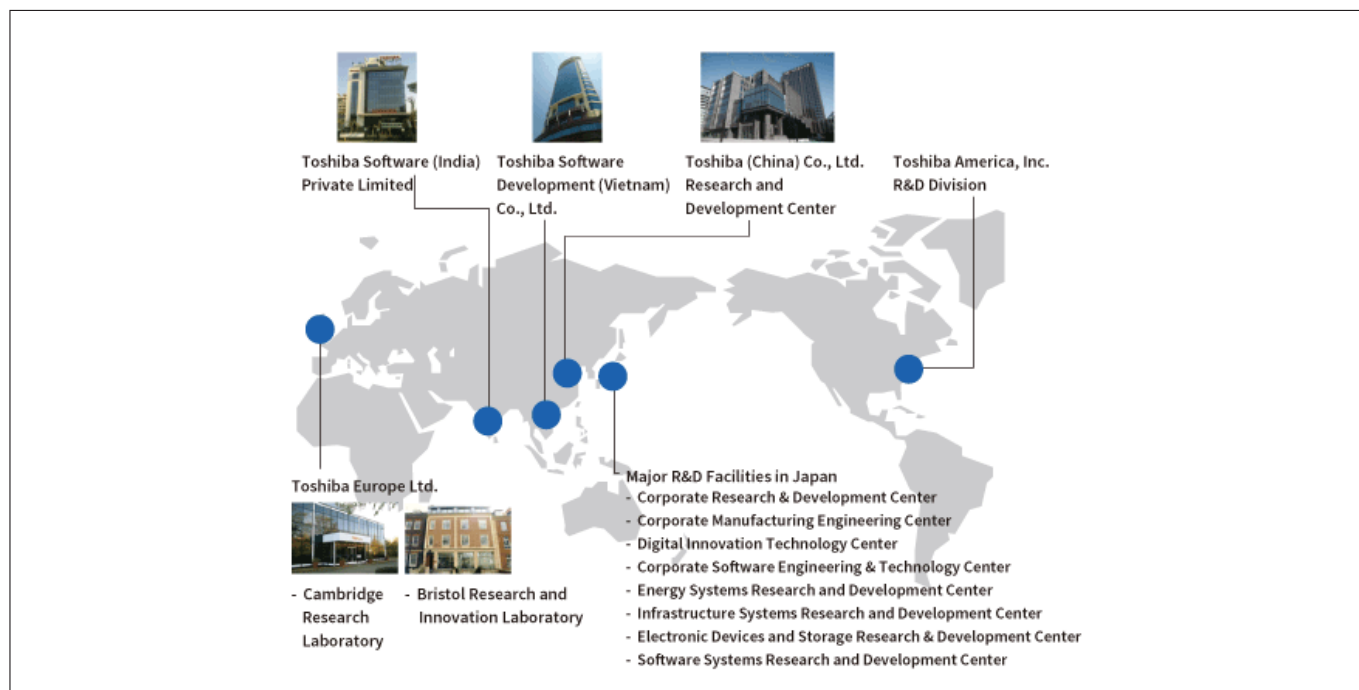 Toshiba Software (India)
Private Limited
Toshiba Software
Development (Vietnam)
Co., Ltd.
Toshiba (China) Co., Ltd.
Research and
Development Center
Toshiba America, Inc.
R&D Division
Toshiba Europe Ltd.
- Cambridge
Research
Laboratory
- Bristol Research and
Innovation Laboratory
Major R&D Facilities in Japan
- Corporate Research & Development Center
- Corporate Manufacturing Engineering Center
- Digital Innovation Technology Center
- Corporate Software Engineering & Technology Center
- Energy Systems Research and Development Center
- Infrastructure Systems Research and Development Center
- Electronic Devices and Storage Research & Development Center
- Software Systems Research and Development Center